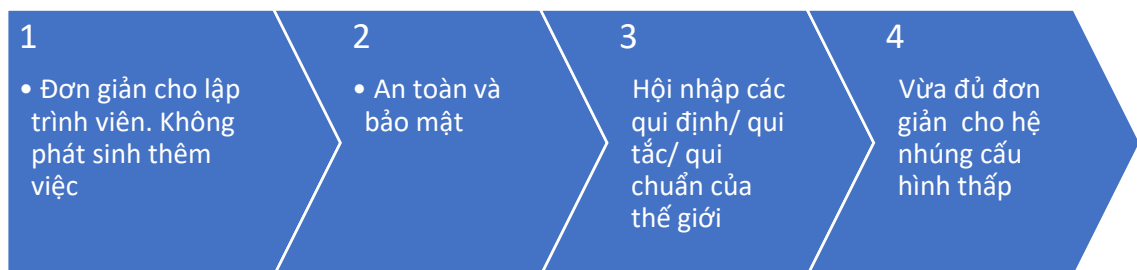 1
• Đơn giản cho lập
trình viên. Không
phát sinh thêm
việc
2
• An toàn và
bảo mật
3
Hội nhập các
qui định/ qui
tắc/ qui
chuẩn của
thế giới
4
Vừa đủ đơn
giản cho hệ
nhúng cấu
hình thấp